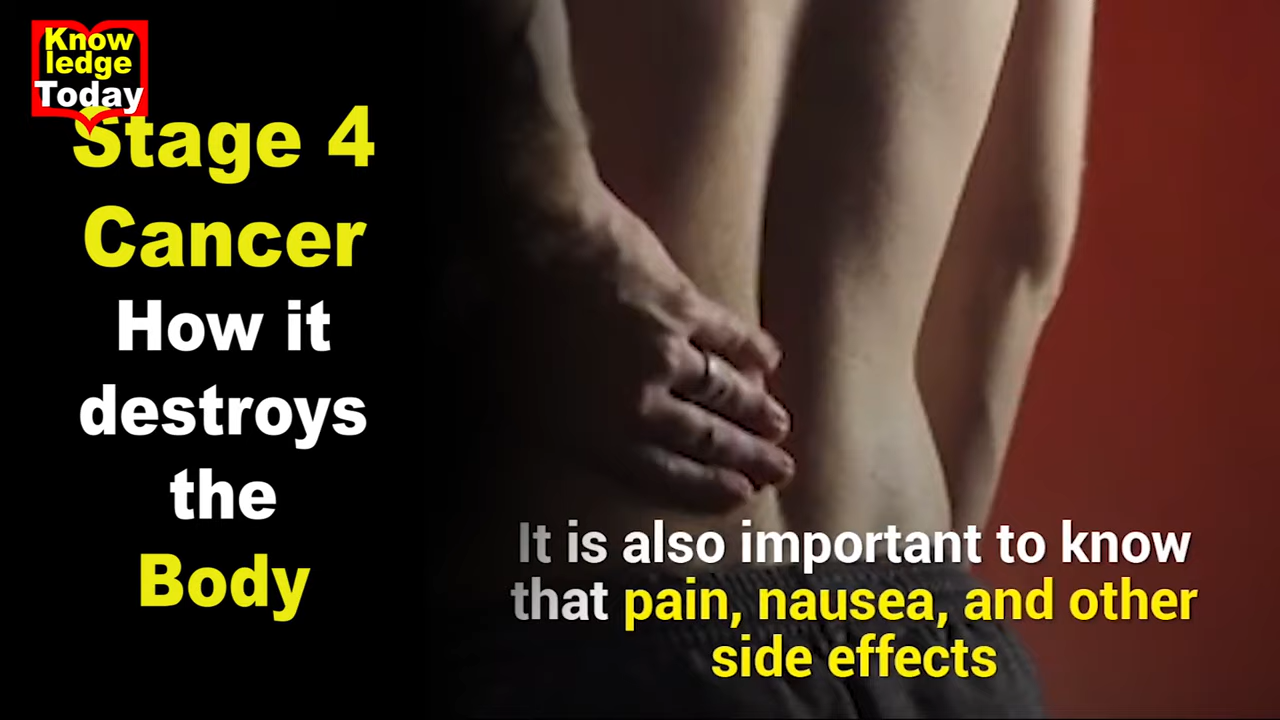 Know
ledge
Today
Stage 4
Cancer
How it
destroys
the
Body
It is also important to know
that pain, nausea, and other
side effects